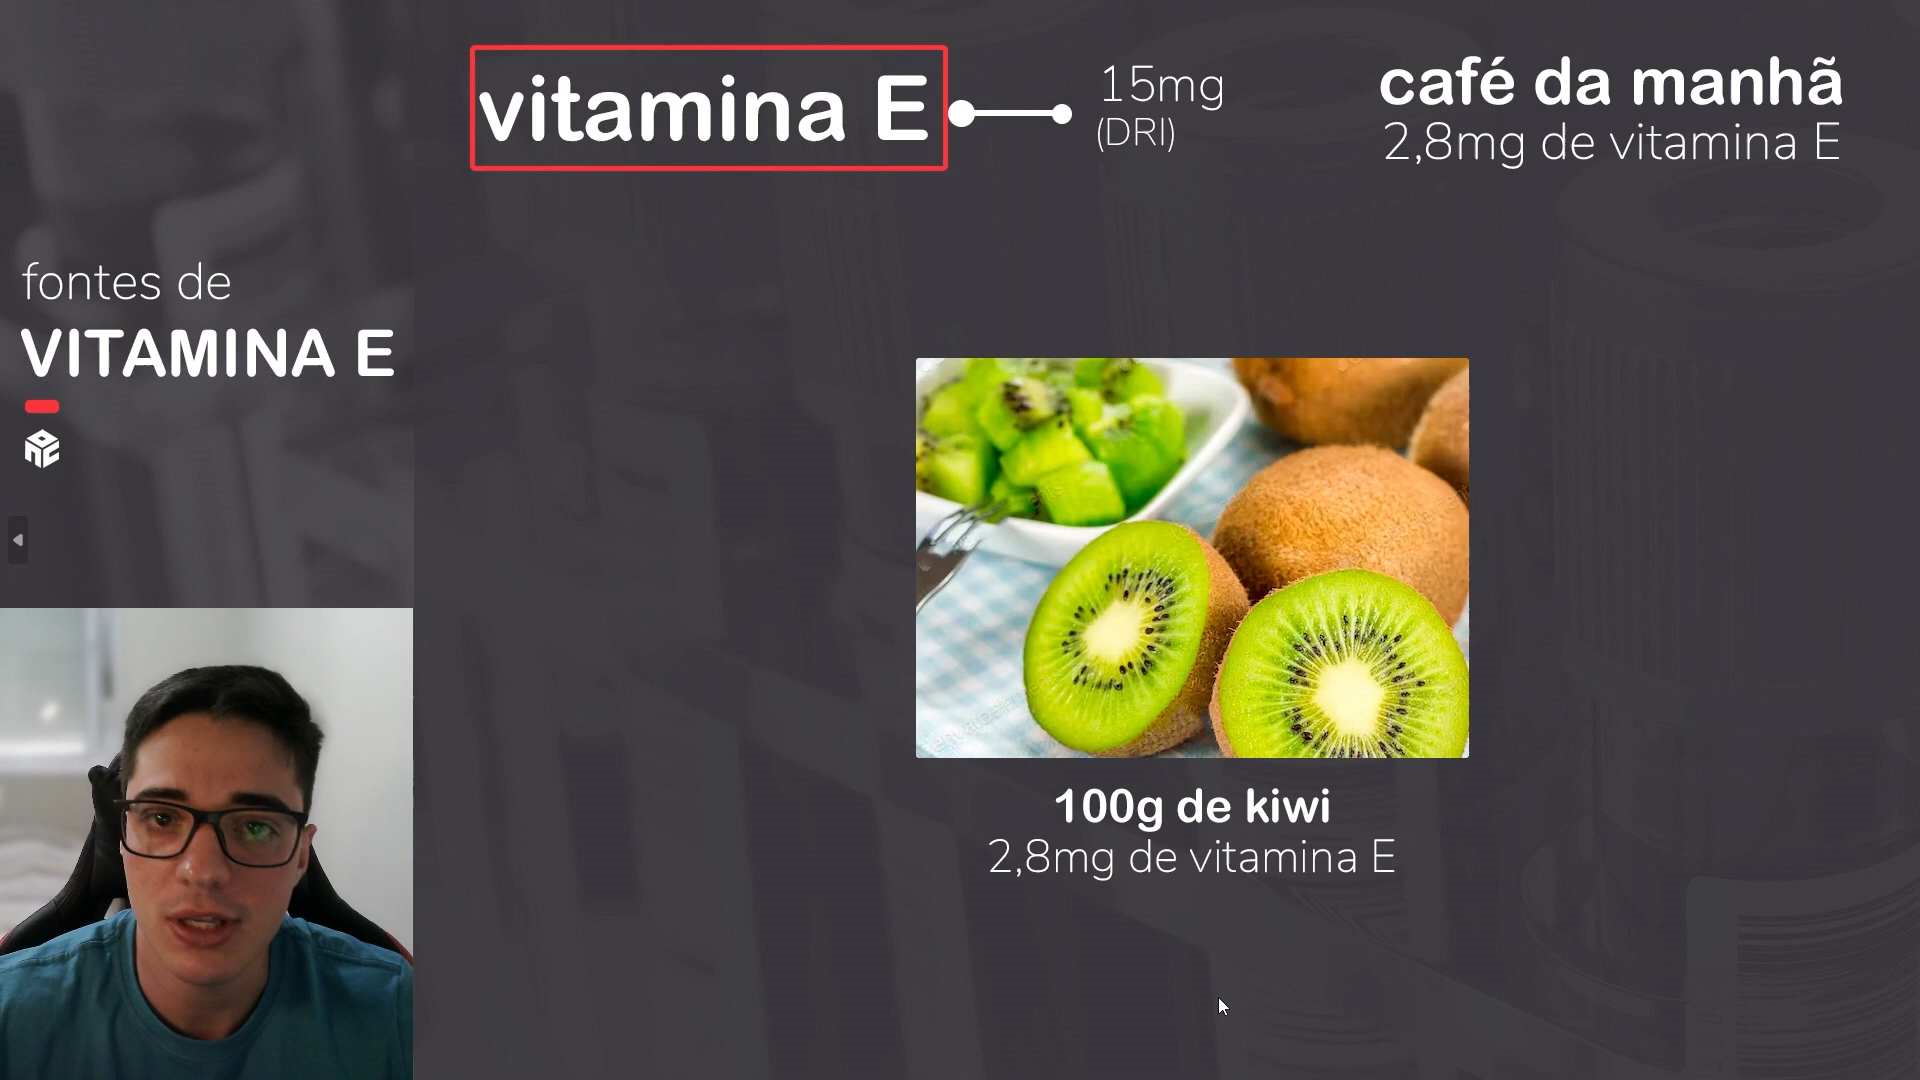 vitamina E
15mg
(DRI)
café da manhã
2,8mg de vitamina E
fontes de
VITAMINA E
100g de kiwi
2,8mg de vitamina E